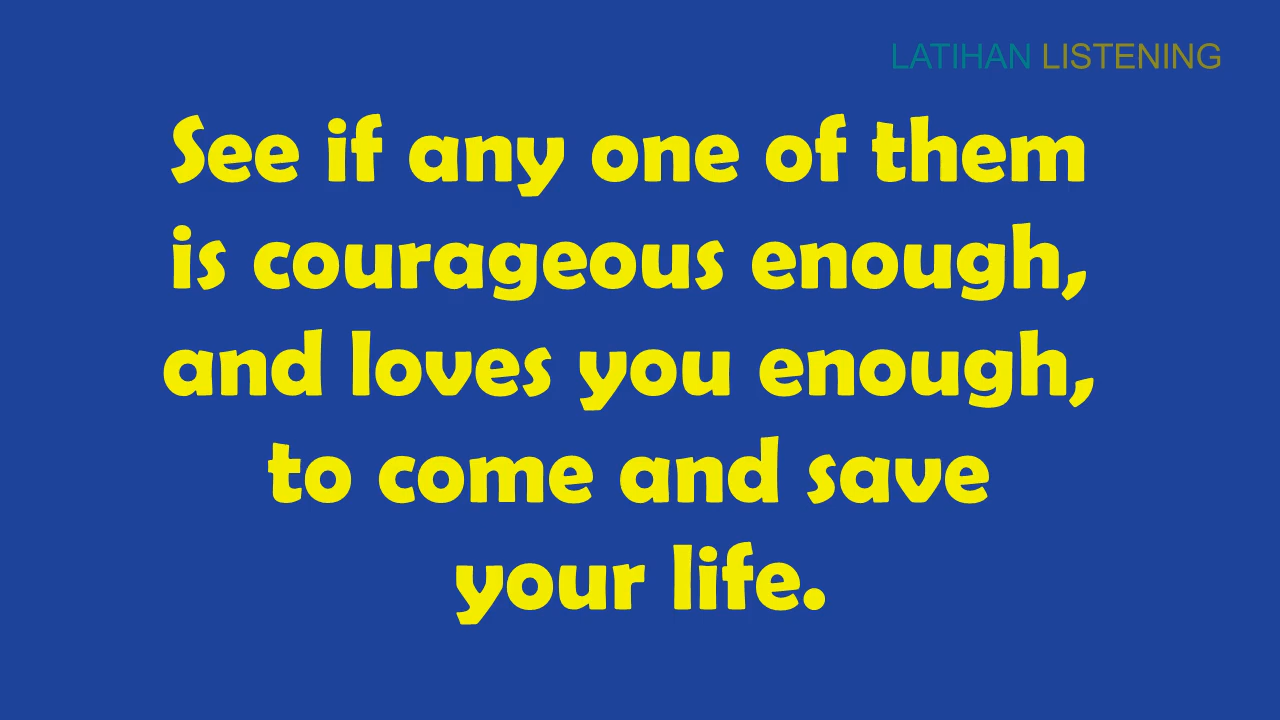 LATIHAN LISTENING
See if any one of them
is courageous enough,
and loves you enough,
to come and save
your life.